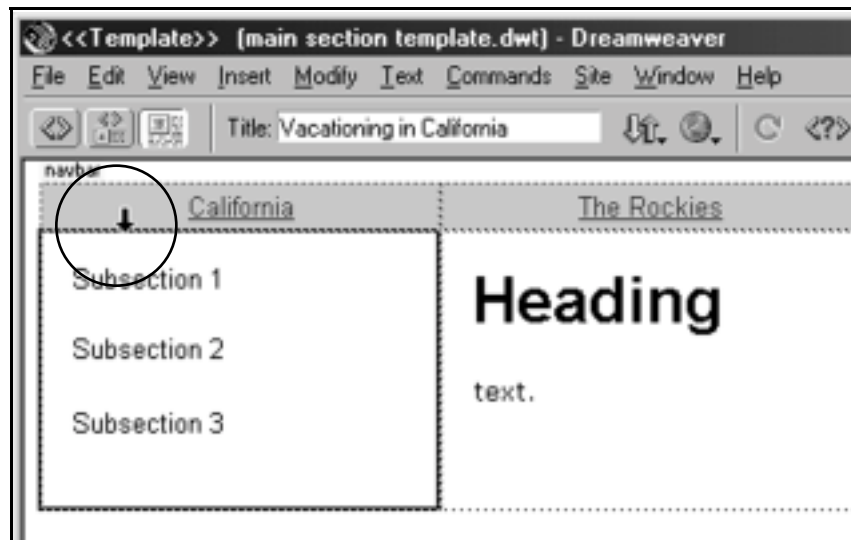 <<Template>> (main section template.dwt) - Dreamweaver
File Edit View Insert Modify Text Commands Site Window Help
Title: Vacationing in California
navbar
California The Rockies
Subsection 1
Heading
Subsection 2
text.
Subsection 3